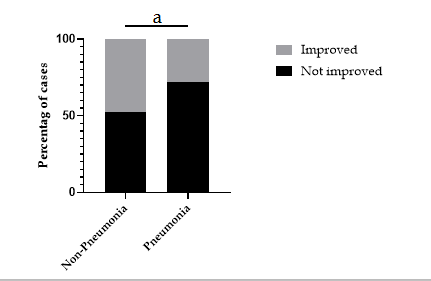 a
100
Improved
Not improved
50
0
Percentag of cases
Non-Pneumonia
Pneumonia